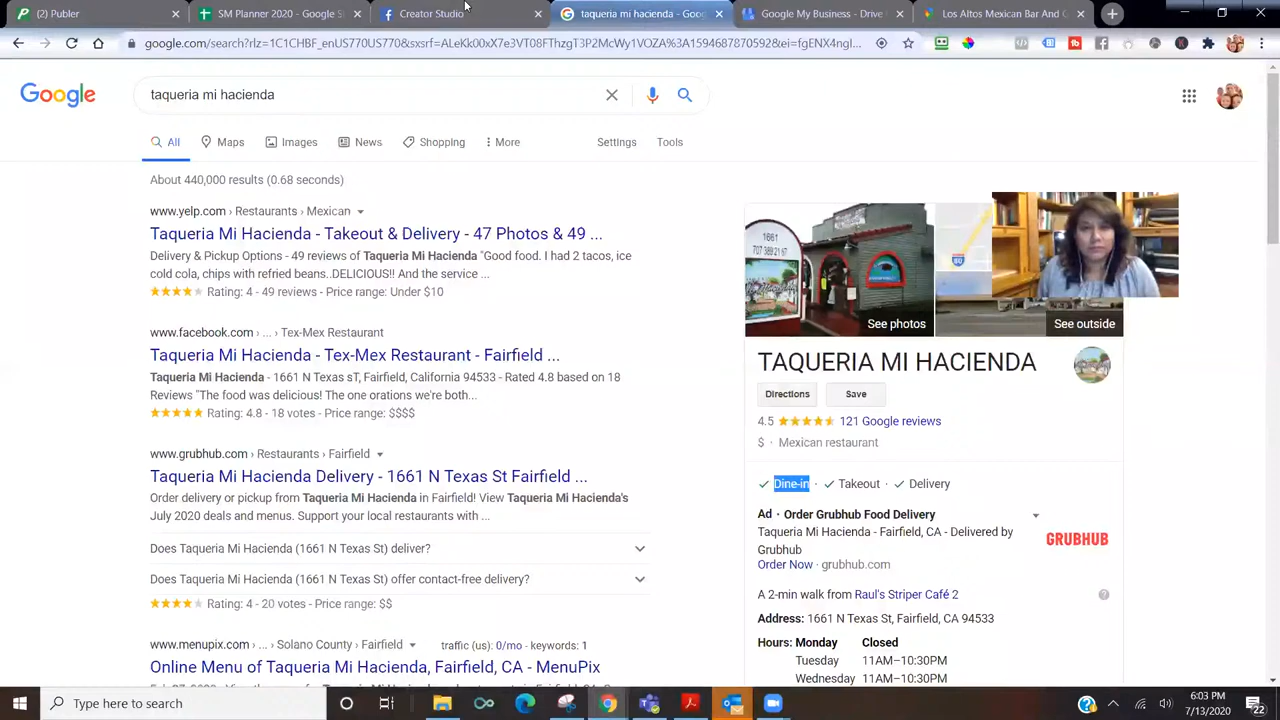 Publer
SM Planner 2020 - Google S
Creator Studio
taqueria mi hacienda - Goo
Google My Business - Drive
Los Altos Mexican Bar And G
google.com/search?rlz=1C1CHBF_enUS770US770&sxsrf=ALeKk00xX7e3VT08FThzgT3P2McWy1VOZA%3A1594687870592&ei=fgENX4nGI...
Google
taqueria mi hacienda
All
Maps
Images
News
Shopping
More
Settings
Tools
About 440,000 results (0.68 seconds)
www.yelp.com › Restaurants › Mexican
Taqueria Mi Hacienda - Takeout & Delivery - 47 Photos & 49 ...
Delivery & Pickup Options - 49 reviews of Taqueria Mi Hacienda "Good food. I had 2 tacos, ice
cold cola, chips with refried beans..DELICIOUS!! And the service ...
Rating: 4 - 49 reviews - Price range: Under $10
www.facebook.com › ... › Tex-Mex Restaurant
Taqueria Mi Hacienda - Tex-Mex Restaurant - Fairfield ...
Taqueria Mi Hacienda - 1661 N Texas sT, Fairfield, California 94533 - Rated 4.8 based on 18
Reviews "The food was delicious! The one orations we're both...
Rating: 4.8 - 18 votes - Price range: $$$$
www.grubhub.com › Restaurants › Fairfield
Taqueria Mi Hacienda Delivery - 1661 N Texas St Fairfield ...
Order delivery or pickup from Taqueria Mi Hacienda in Fairfield! View Taqueria Mi Hacienda's
July 2020 deals and menus. Support your local restaurants with ...
Does Taqueria Mi Hacienda (1661 N Texas St) deliver?
Does Taqueria Mi Hacienda (1661 N Texas St) offer contact-free delivery?
Rating: 4 - 20 votes - Price range: $$
www.menupix.com › ... › Solano County › Fairfield
traffic (us): 0/mo - keywords: 1
Online Menu of Taqueria Mi Hacienda, Fairfield, CA - MenuPix
1661
707 389 21
80
See photos
See outside
TAQUERIA MI HACIENDA
Directions
Save
4.5
121 Google reviews
$ · Mexican restaurant
Dine-in · Takeout · Delivery
Ad · Order Grubhub Food Delivery
Taqueria Mi Hacienda - Fairfield, CA - Delivered by
Grubhub
GRUBHUB
Order Now · grubhub.com
A 2-min walk from Raul's Striper Café 2
Address: 1661 N Texas St, Fairfield, CA 94533
Hours: Monday Closed
Tuesday 11AM–10:30PM
Wednesday 11AM–10:30PM
Type here to search
6:03 PM
7/13/2020
22